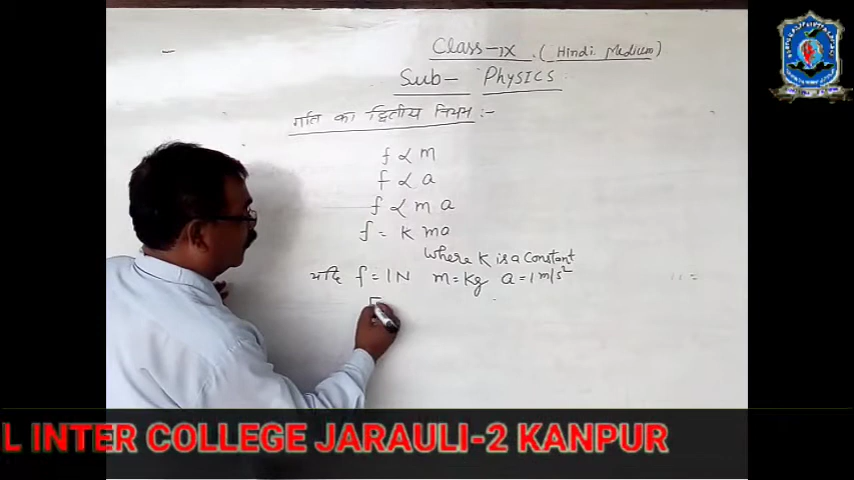 Class-IX (Hindi Medium)
Sub- Physics
गति का द्वितीय नियम :-
f ∝ m
f ∝ a
f ∝ m a
f = K ma
where K is a Constant
यदि f = 1N m = Kg a = 1 m/s²
F
L INTER COLLEGE JARAULI-2 KANPUR